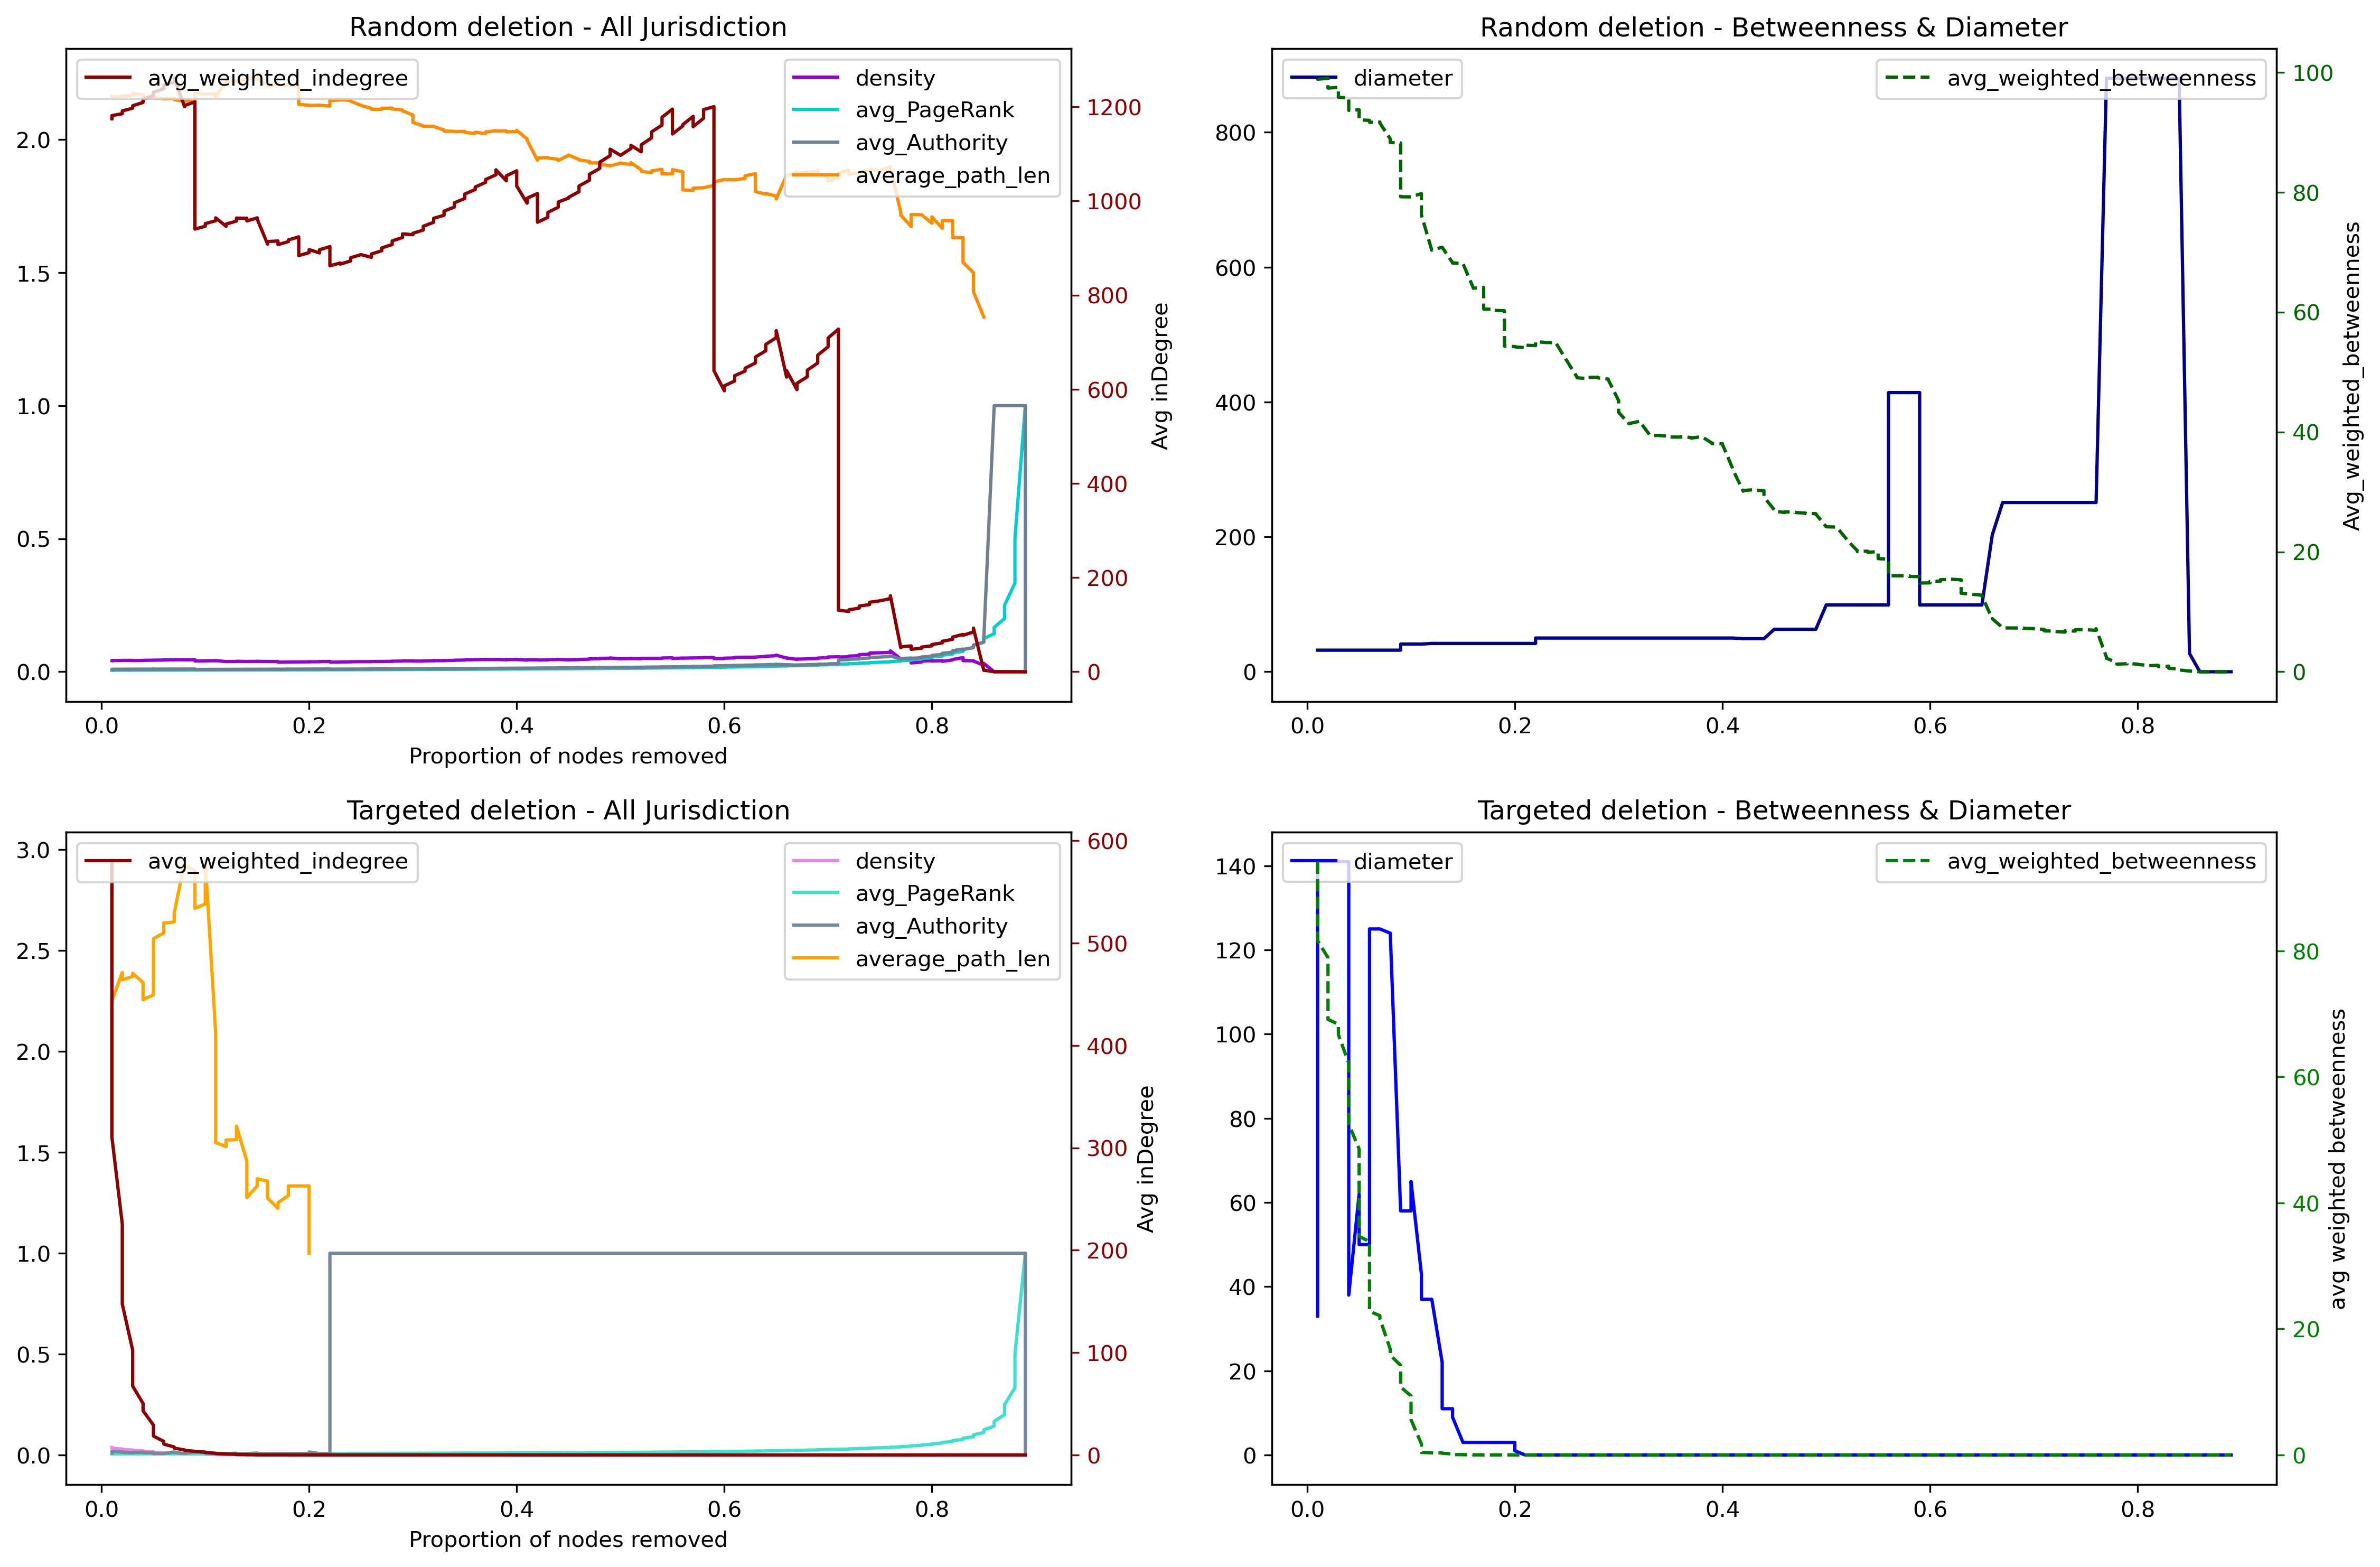 Random deletion - All Jurisdiction
avg_weighted_indegree
density
avg_PageRank
avg_Authority
average_path_len
2.0
1.5
1.0
0.5
0.0
1200
1000
800
600
400
200
0
Avg inDegree
0.0 0.2 0.4 0.6 0.8
Proportion of nodes removed
Random deletion - Betweenness & Diameter
diameter
avg_weighted_betweenness
800
600
400
200
0
100
80
60
40
20
0
Avg_weighted_betweenness
0.0 0.2 0.4 0.6 0.8
Targeted deletion - All Jurisdiction
avg_weighted_indegree
density
avg_PageRank
avg_Authority
average_path_len
3.0
2.5
2.0
1.5
1.0
0.5
0.0
600
500
400
300
200
100
0
Avg inDegree
0.0 0.2 0.4 0.6 0.8
Proportion of nodes removed
Targeted deletion - Betweenness & Diameter
diameter
avg_weighted_betweenness
140
120
100
80
60
40
20
0
80
60
40
20
0
avg weighted betweenness
0.0 0.2 0.4 0.6 0.8